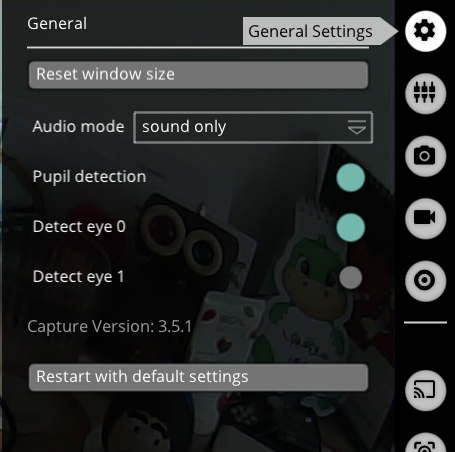 General
General Settings
Reset window size
Audio mode
sound only
Pupil detection
Detect eye 0
Detect eye 1
Capture Version: 3.5.1
Restart with default settings